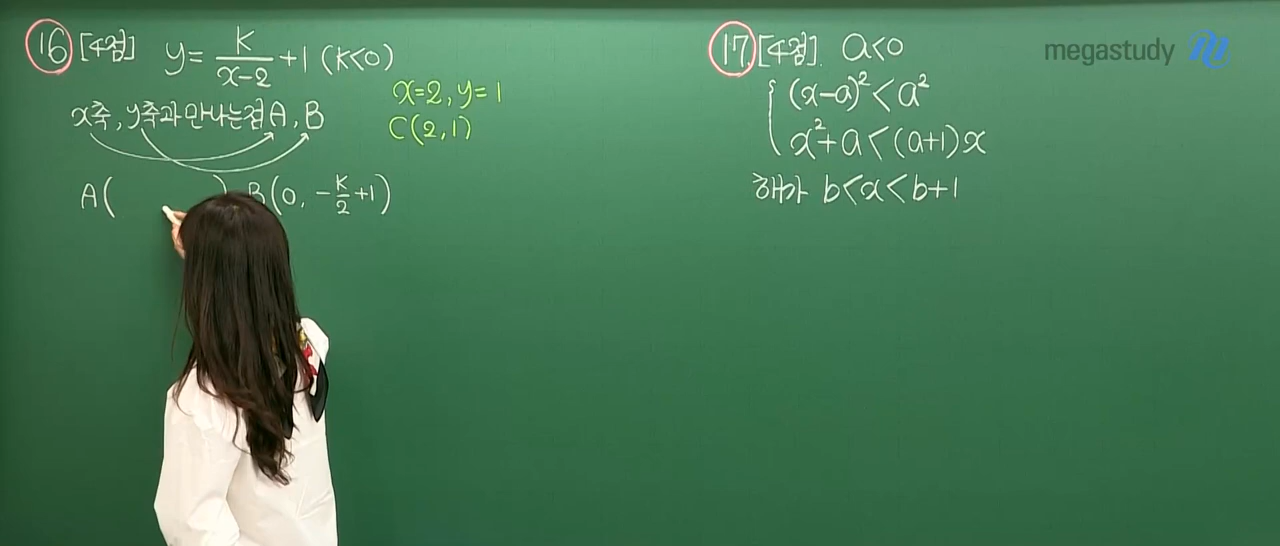 16 [4점] y = k/(x-2) + 1 (k<0)
x축, y축과 만나는 점 A, B
x=2, y=1
C(2, 1)
A( ) B(0, -k/2+1)
17 [4점]. a<0
(x-a)²<a²
x²+a<(a+1)x
해가 b<x<b+1
megastudy